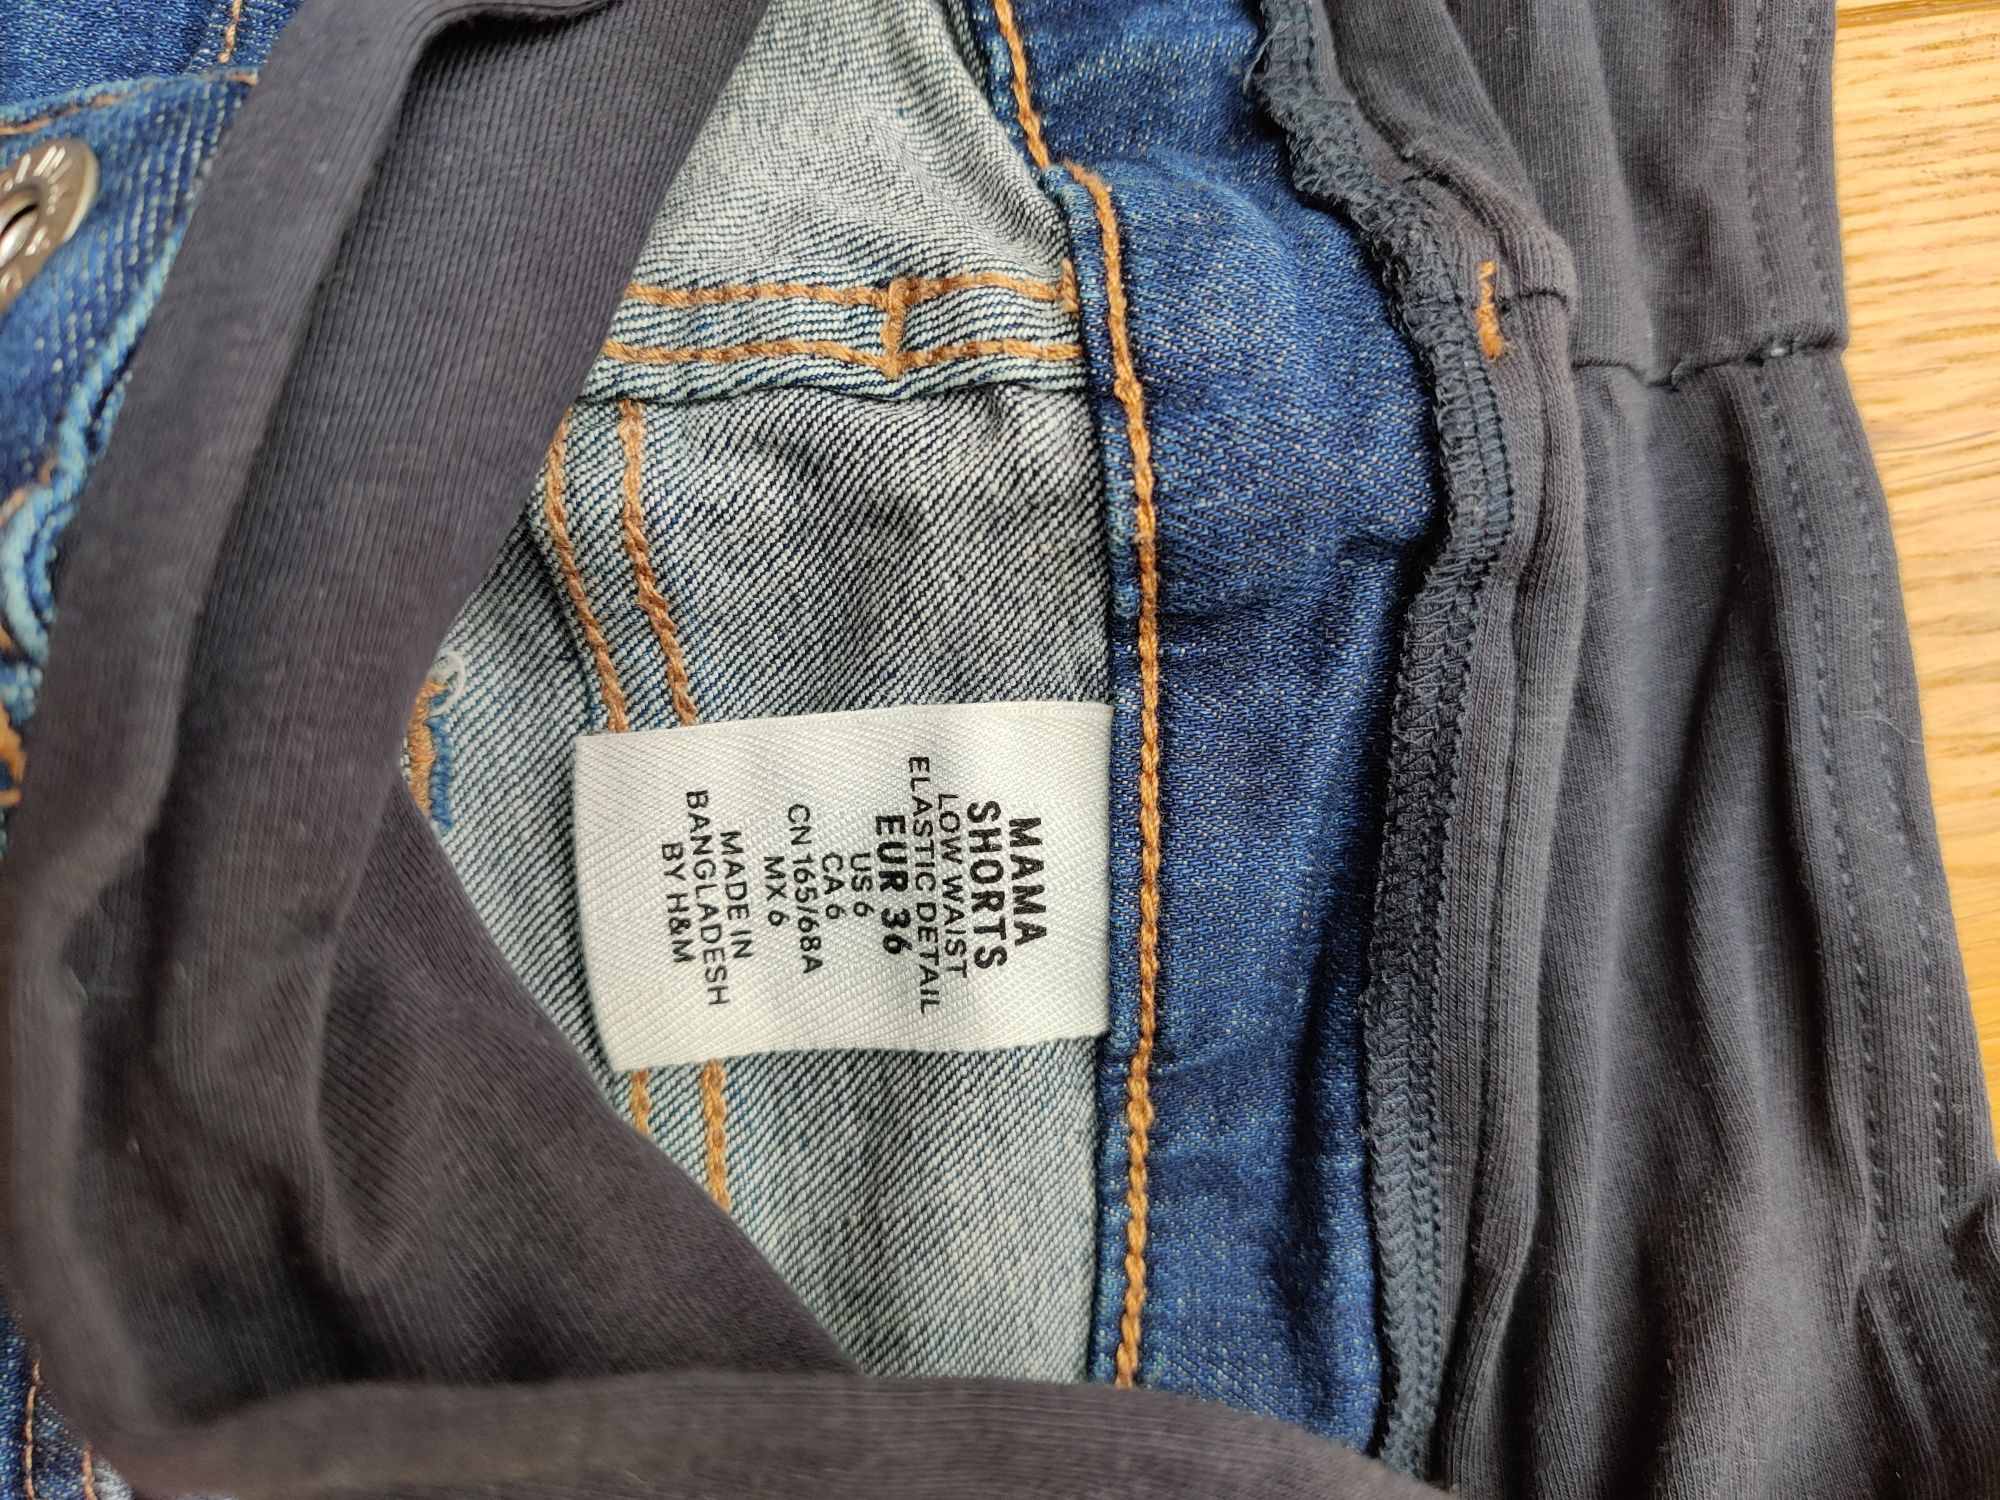 MAMA
SHORTS
LOW WAIST
ELASTIC DETAIL
EUR 36
US 6
CA 6
CN 165/68A
MX 6
MADE IN
BANGLADESH
BY H&M